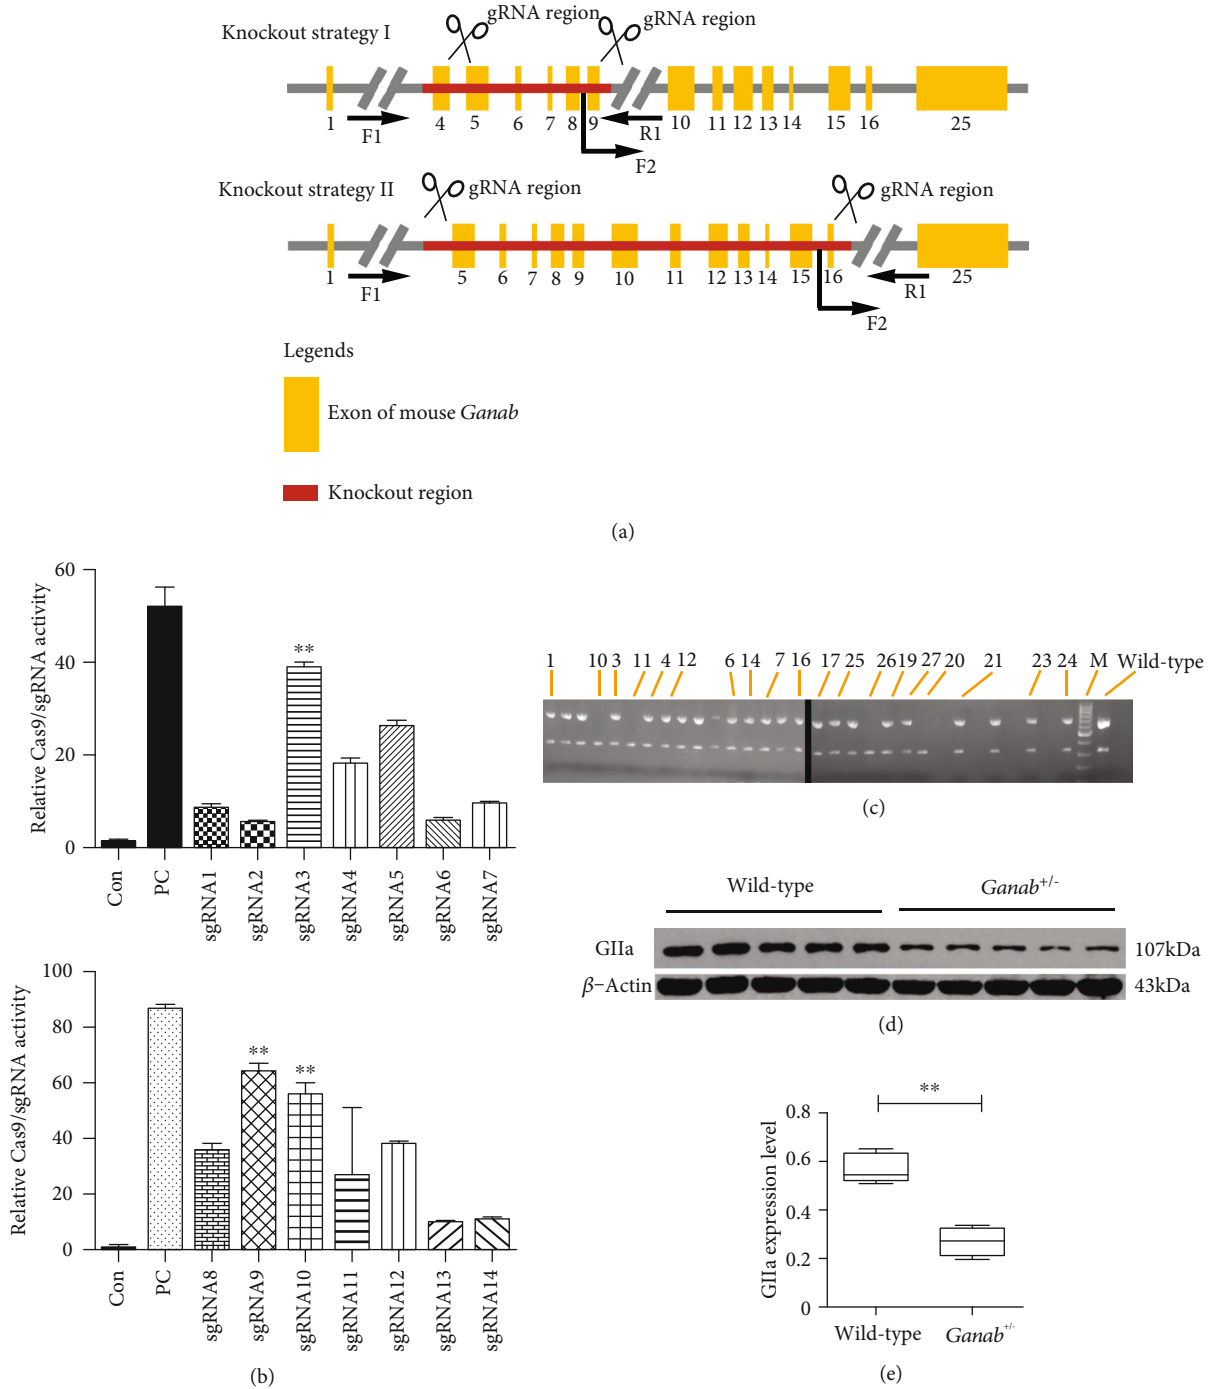 Knockout strategy I
gRNA region
gRNA region
1 4 5 6 7 8 9 10 11 12 13 14 15 16 25
F1
R1
F2
Knockout strategy II
gRNA region
gRNA region
1 5 6 7 8 9 10 11 12 13 14 15 16 25
F1
R1
F2
Legends
Exon of mouse Ganab
Knockout region
(a)
Relative Cas9/sgRNA activity
60
40
20
0
**
Con
PC
sgRNA1
sgRNA2
sgRNA3
sgRNA4
sgRNA5
sgRNA6
sgRNA7
Relative Cas9/sgRNA activity
100
80
60
40
20
0
**
**
Con
PC
sgRNA8
sgRNA9
sgRNA10
sgRNA11
sgRNA12
sgRNA13
sgRNA14
(b)
1 10 3 11 4 12 6 14 7 16 17 25 26 19 27 20 21 23 24 M Wild-type
(c)
Wild-type
Ganab+/-
GIIa
107kDa
β−Actin
43kDa
(d)
GIIa expression level
0.8
0.6
0.4
0.2
0
**
Wild-type
Ganab+/-
(e)